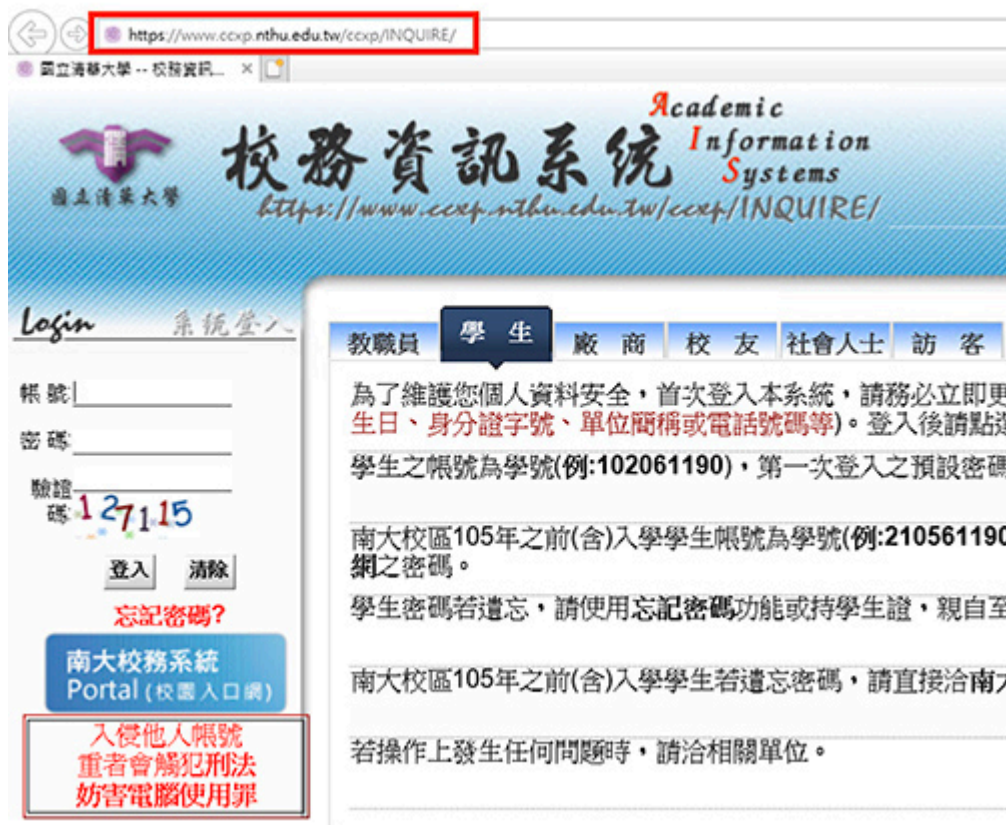 https://www.ccxp.nthu.edu.tw/ccxp/INQUIRE/
國立清華大學 -- 校務資訊...
國立清華大學
校務資訊系統
Academic
Information
Systems
https://www.ccxp.nthu.edu.tw/ccxp/INQUIRE/
Login 系統登入
帳號:
密碼:
驗證
碼:
127115
登入 清除
忘記密碼?
南大校務系統
Portal (校園入口網)
入侵他人帳號
重者會觸犯刑法
妨害電腦使用罪
教職員 學生 廠商 校友 社會人士 訪客
為了維護您個人資料安全,首次登入本系統,請務必立即更
生日、身分證字號、單位簡稱或電話號碼等)。登入後請點選
學生之帳號為學號(例:102061190),第一次登入之預設密碼
南大校區105年之前(含)入學學生帳號為學號(例:210561190
網之密碼。
學生密碼若遺忘,請使用忘記密碼功能或持學生證,親自至
南大校區105年之前(含)入學學生若遺忘密碼,請直接洽南大
若操作上發生任何問題時,請洽相關單位。